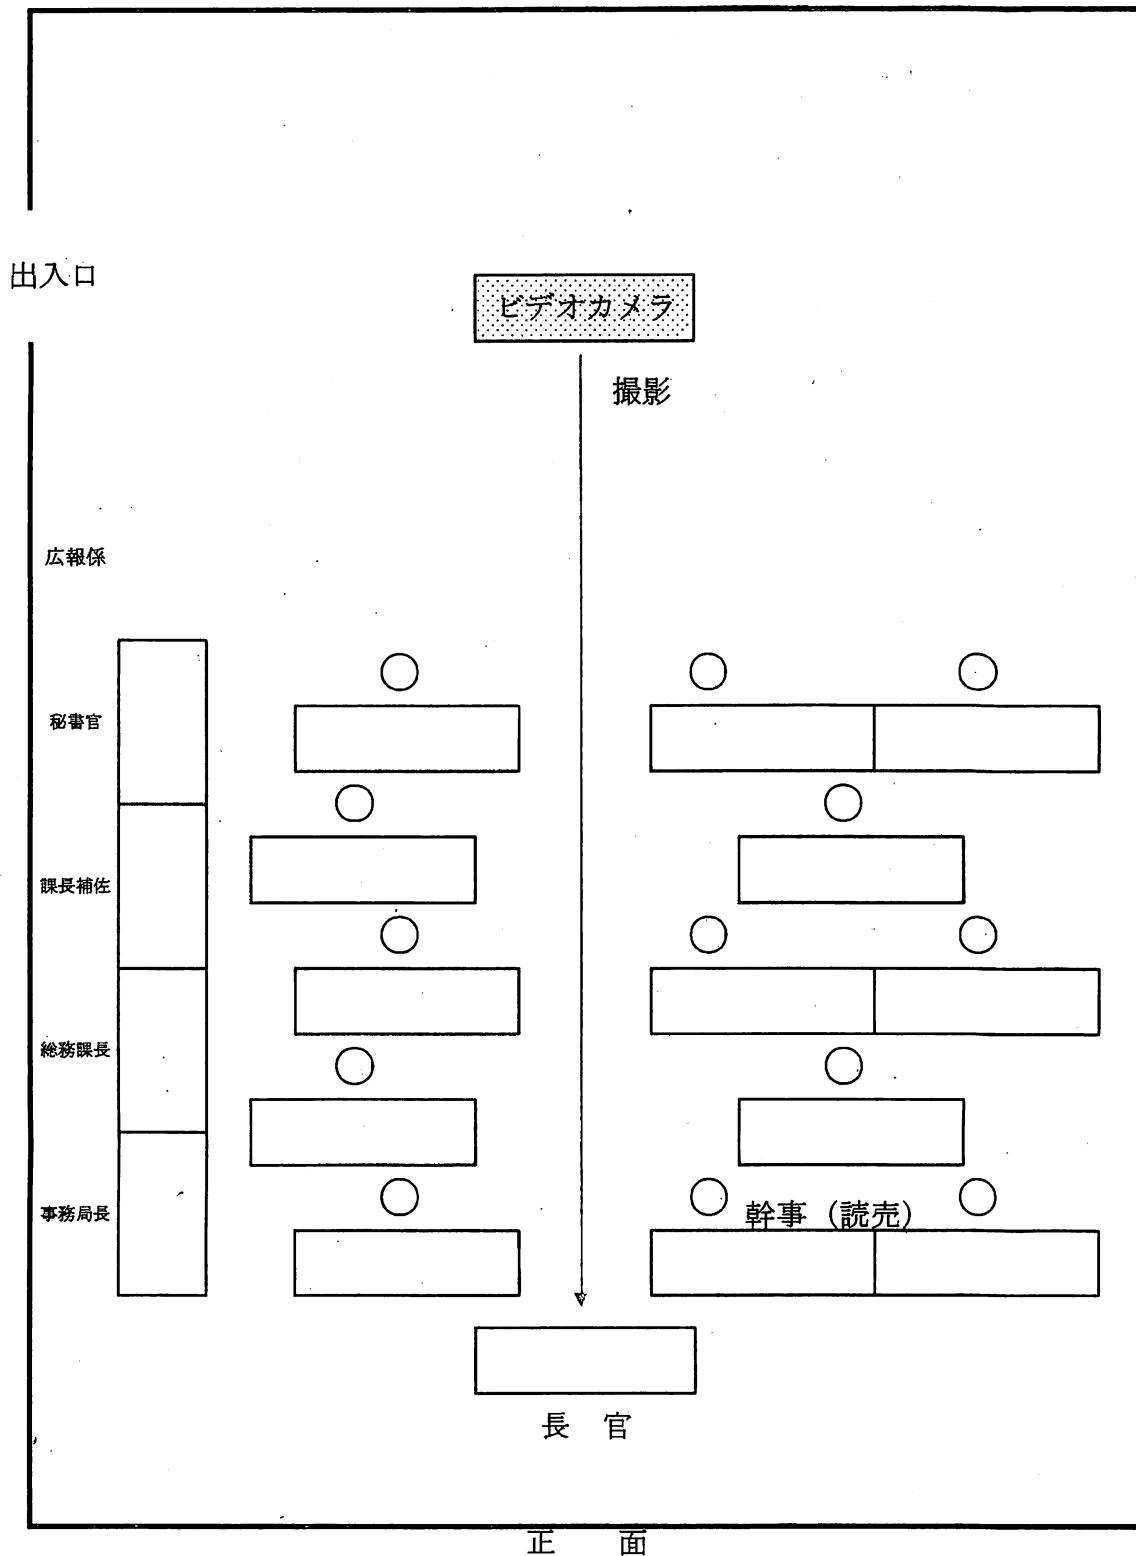 出入口
ビデオカメラ
撮影
広報係
秘書官
課長補佐
総務課長
事務局長
幹事（読売）
長　官
正　面